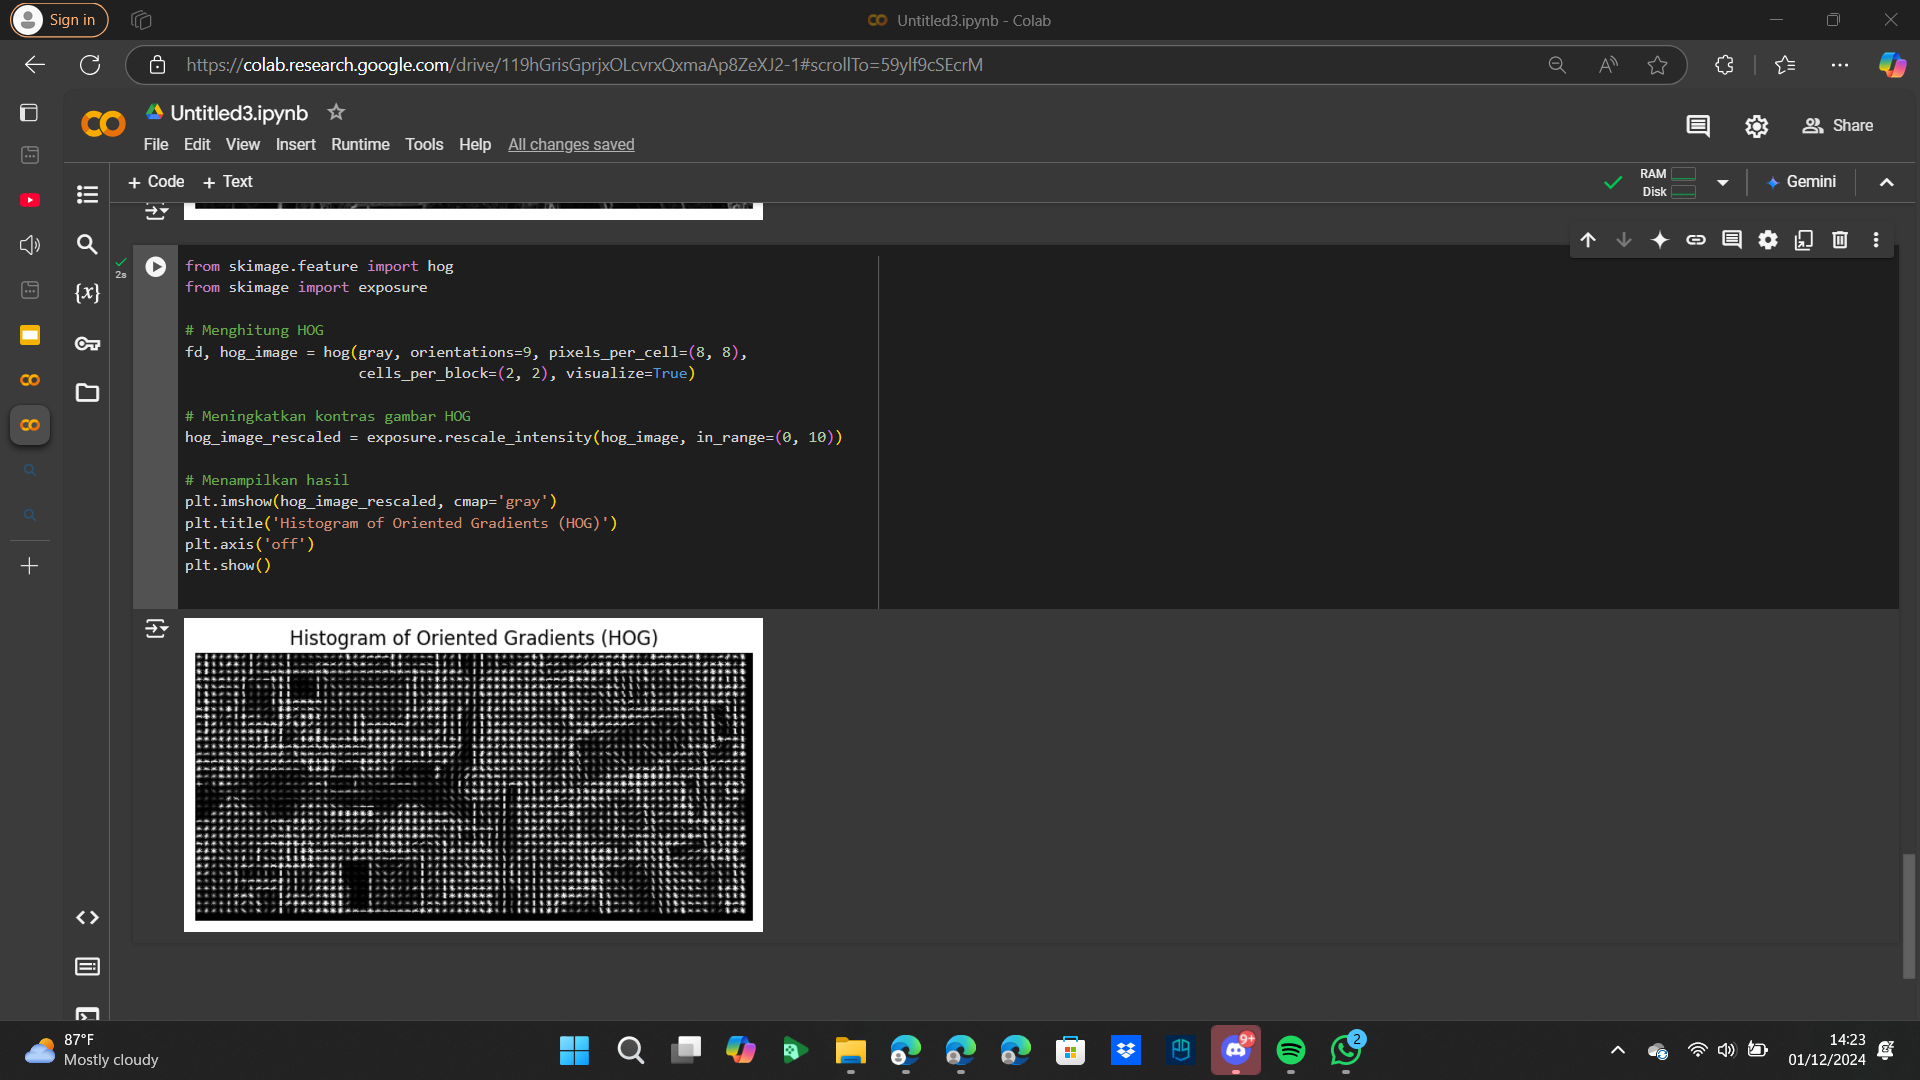 Sign in
Untitled3.ipynb - Colab
https://colab.research.google.com/drive/119hGrisGprjxOLcvrxQxmaAp8ZeXJ2-1#scrollTo=59ylf9cSEcrM
Untitled3.ipynb
Share
File Edit View Insert Runtime Tools Help All changes saved
+ Code + Text
RAM
Disk
Gemini
2s
from skimage.feature import hog
from skimage import exposure
# Menghitung HOG
fd, hog_image = hog(gray, orientations=9, pixels_per_cell=(8, 8),
cells_per_block=(2, 2), visualize=True)
# Meningkatkan kontras gambar HOG
hog_image_rescaled = exposure.rescale_intensity(hog_image, in_range=(0, 10))
# Menampilkan hasil
plt.imshow(hog_image_rescaled, cmap='gray')
plt.title('Histogram of Oriented Gradients (HOG)')
plt.axis('off')
plt.show()
Histogram of Oriented Gradients (HOG)
87°F
Mostly cloudy
9+
2
14:23
01/12/2024